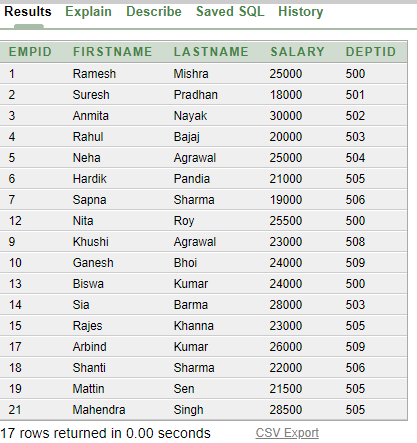 Results Explain Describe Saved SQL History
EMPID FIRSTNAME LASTNAME SALARY DEPTID
1 Ramesh Mishra 25000 500
2 Suresh Pradhan 18000 501
3 Anmita Nayak 30000 502
4 Rahul Bajaj 20000 503
5 Neha Agrawal 25000 504
6 Hardik Pandia 21000 505
7 Sapna Sharma 19000 506
12 Nita Roy 25500 500
9 Khushi Agrawal 23000 508
10 Ganesh Bhoi 24000 509
13 Biswa Kumar 24000 500
14 Sia Barma 28000 503
15 Rajes Khanna 23000 505
17 Arbind Kumar 26000 509
18 Shanti Sharma 22000 506
19 Mattin Sen 21500 505
21 Mahendra Singh 28500 505
17 rows returned in 0.00 seconds CSV Export